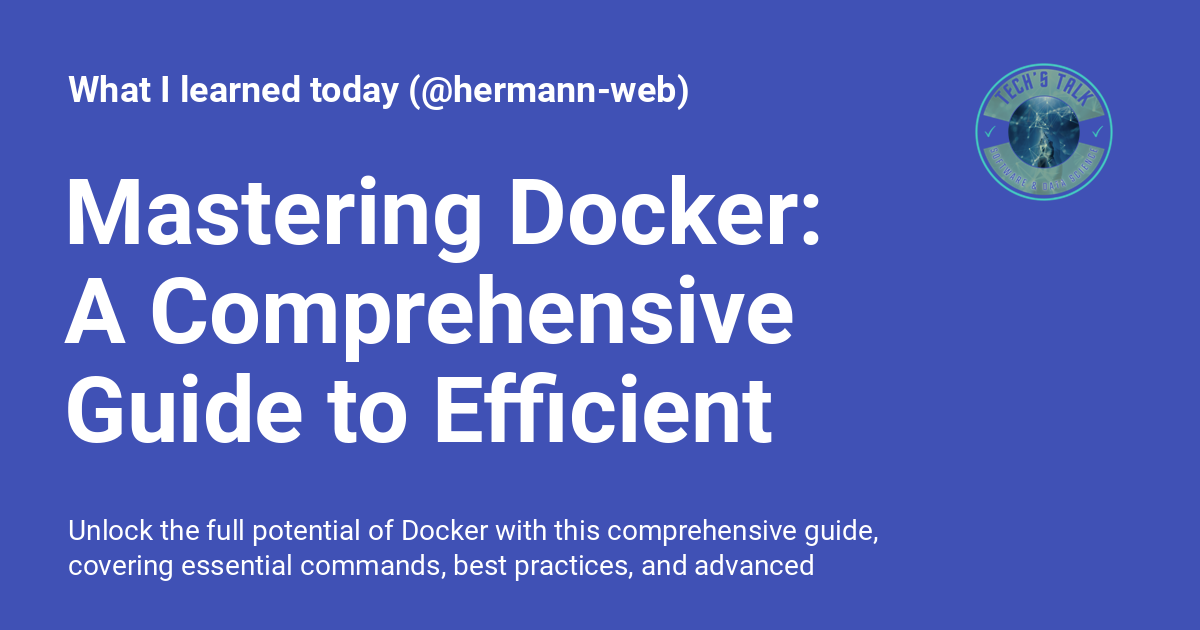 What I learned today (@hermann-web)
TECH'S TALK
SOFTWARE & DATA SCIENCE
Mastering Docker:
A Comprehensive
Guide to Efficient
Unlock the full potential of Docker with this comprehensive guide,
covering essential commands, best practices, and advanced